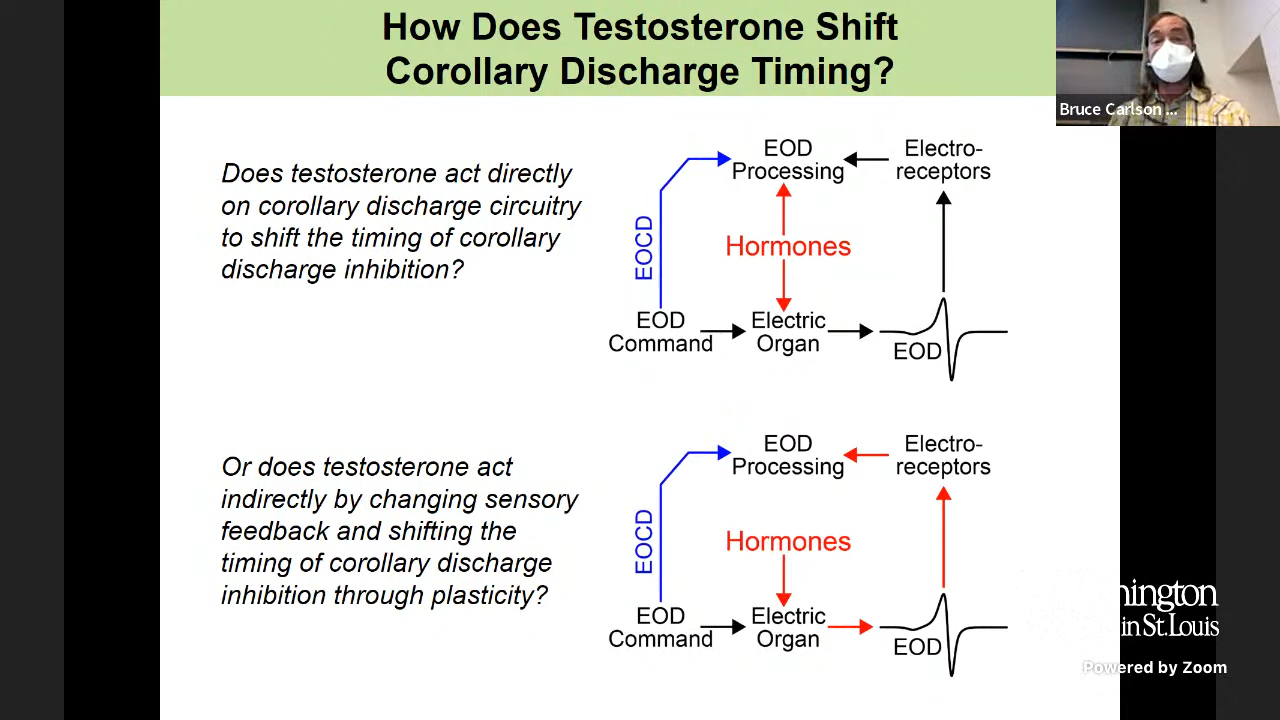 How Does Testosterone Shift
Corollary Discharge Timing?
Bruce Carlson ...
Does testosterone act directly
on corollary discharge circuitry
to shift the timing of corollary
discharge inhibition?
EOD
Processing
Electro-
receptors
EOCD
Hormones
EOD
Command
Electric
Organ
EOD
Or does testosterone act
indirectly by changing sensory
feedback and shifting the
timing of corollary discharge
inhibition through plasticity?
EOD
Processing
Electro-
receptors
EOCD
Hormones
EOD
Command
Electric
Organ
EOD
hington
in St. Louis
Powered by Zoom